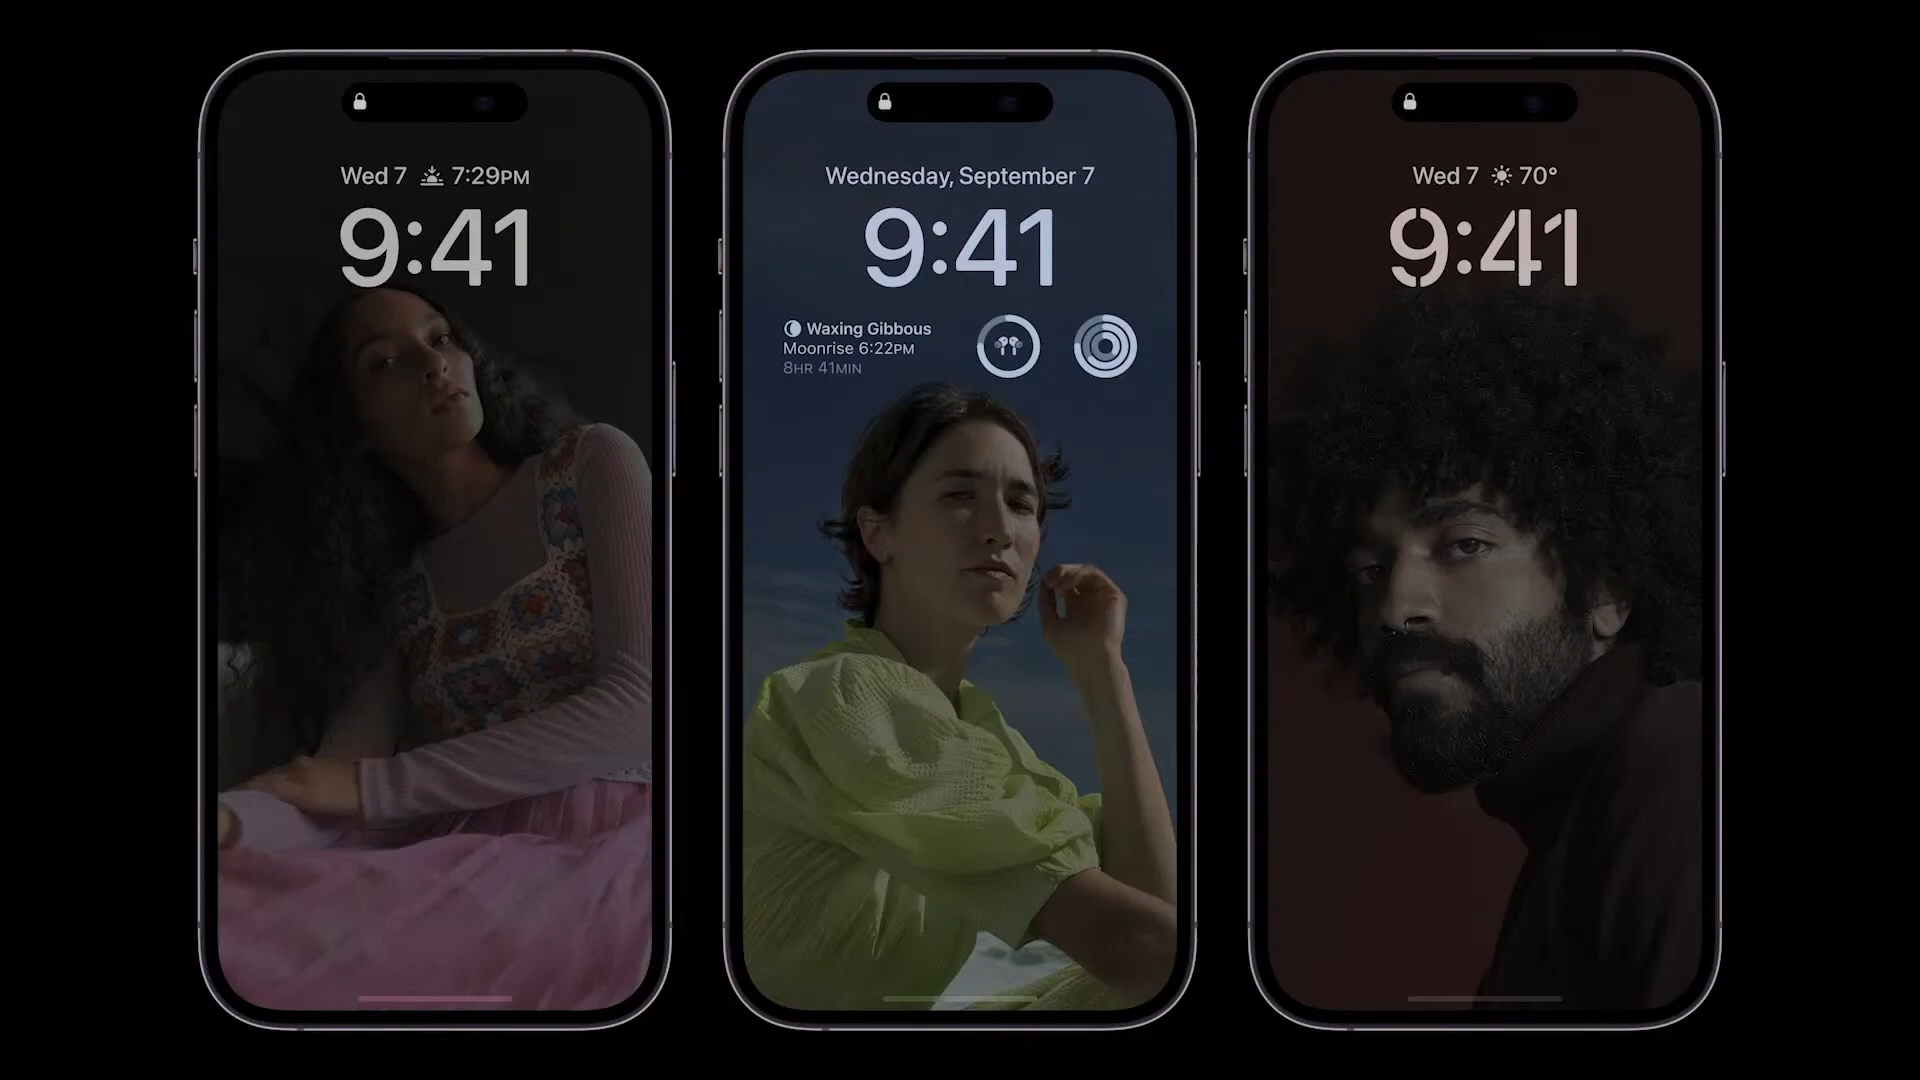 Wed 7 7:29PM
9:41
Wednesday, September 7
9:41
Waxing Gibbous
Moonrise 6:22PM
8HR 41MIN
Wed 7 70°
9:41